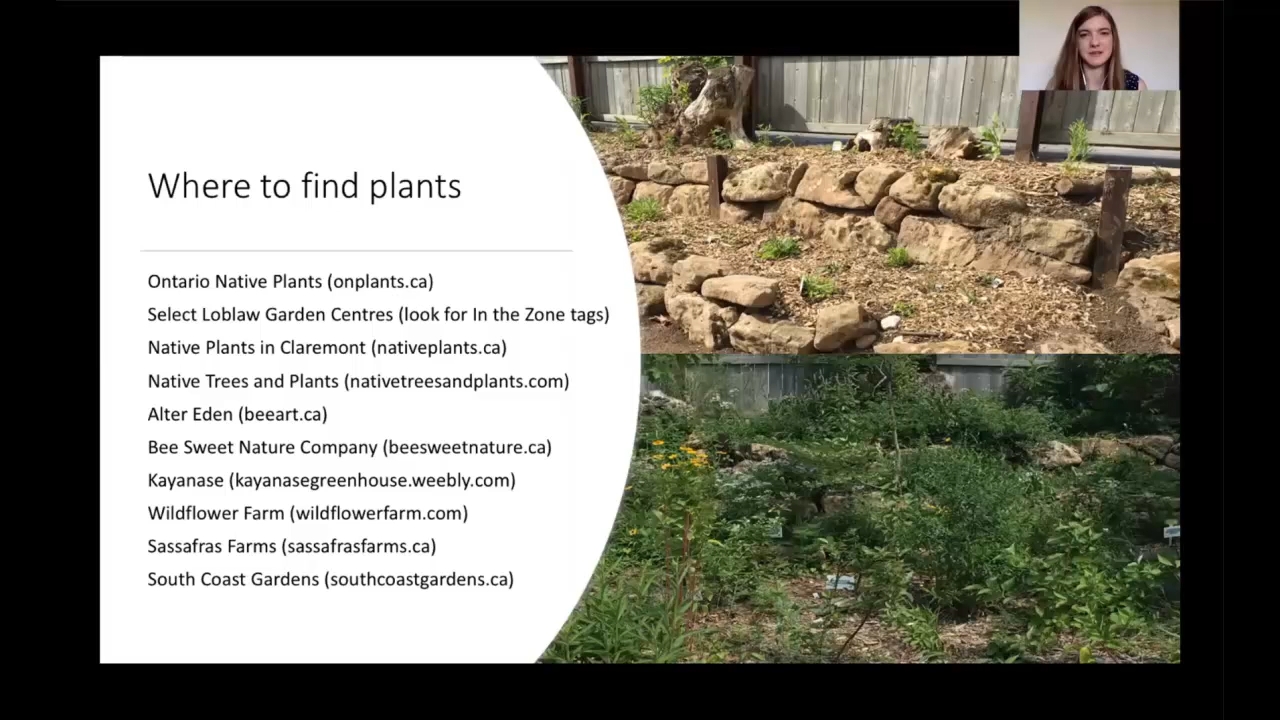 Where to find plants
Ontario Native Plants (onplants.ca)
Select Loblaw Garden Centres (look for In the Zone tags)
Native Plants in Claremont (nativeplants.ca)
Native Trees and Plants (nativetreesandplants.com)
Alter Eden (beeart.ca)
Bee Sweet Nature Company (beesweetnature.ca)
Kayanase (kayanasegreenhouse.weebly.com)
Wildflower Farm (wildflowerfarm.com)
Sassafras Farms (sassafrasfarms.ca)
South Coast Gardens (southcoastgardens.ca)